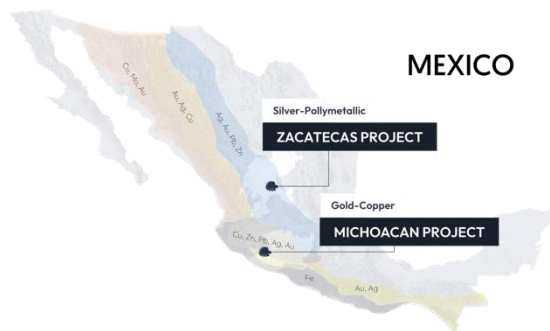 MEXICO
Silver-Pollymetallic
ZACATECAS PROJECT
Gold-Copper
MICHOACAN PROJECT
Cu, Mo, Au
Au, Ag, Cu
Ag, Au, Pb, Zn
Cu, Zn, Pb, Ag, Au
Fe
Au, Ag